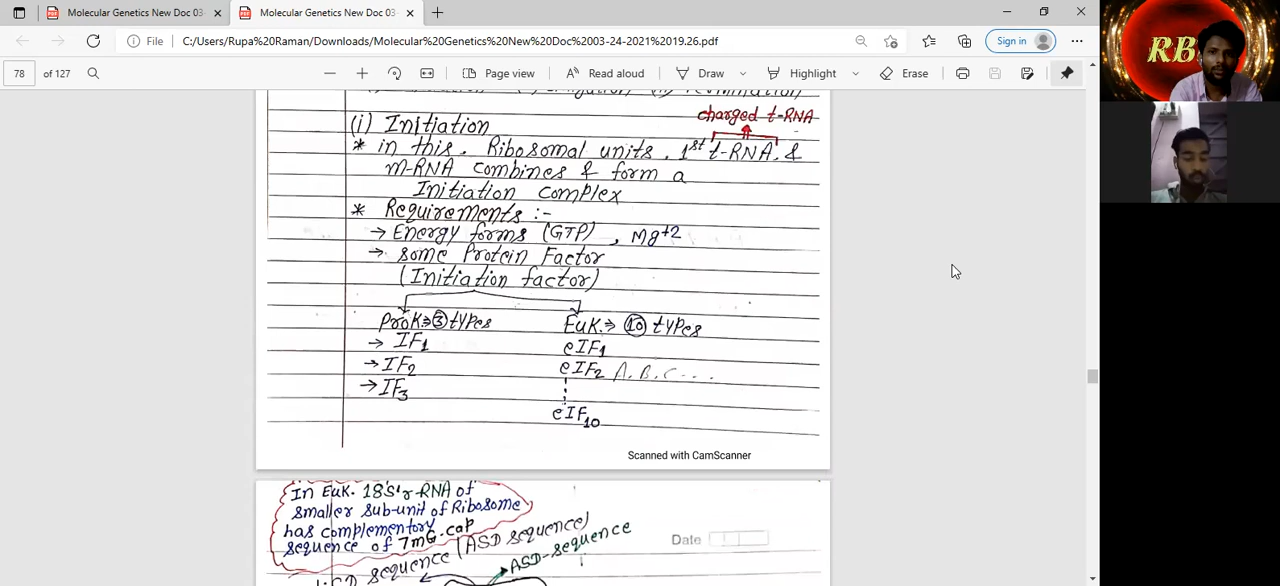 Molecular Genetics New Doc 03-
Molecular Genetics New Doc 03-
File
C:/Users/Rupa%20Raman/Downloads/Molecular%20Genetics%20New%20Doc%2003-24-2021%2019.26.pdf
Sign in
78 of 127
Page view
Read aloud
Draw
Highlight
Erase
RB
charged t-RNA
(i) Initiation
* in this. Ribosomal units. 1st t-RNA. &
m-RNA combines & form a
Initiation complex
* Requirements :-
→ Energy forms (GTP), Mg+2
→ some Protein Factor
(Initiation factor)
Prok⇒ 3 types
Euk.⇒ 10 types
→ IF1
eIF1
→ IF2
eIF2 A.B.C....
→ IF3
eIF10
Scanned with CamScanner
In Euk. 18S r-RNA of
smaller sub-unit of Ribosome
has complementory
sequence of 7mG.cap
Date
SD sequence (ASD sequence)
ASD-sequence